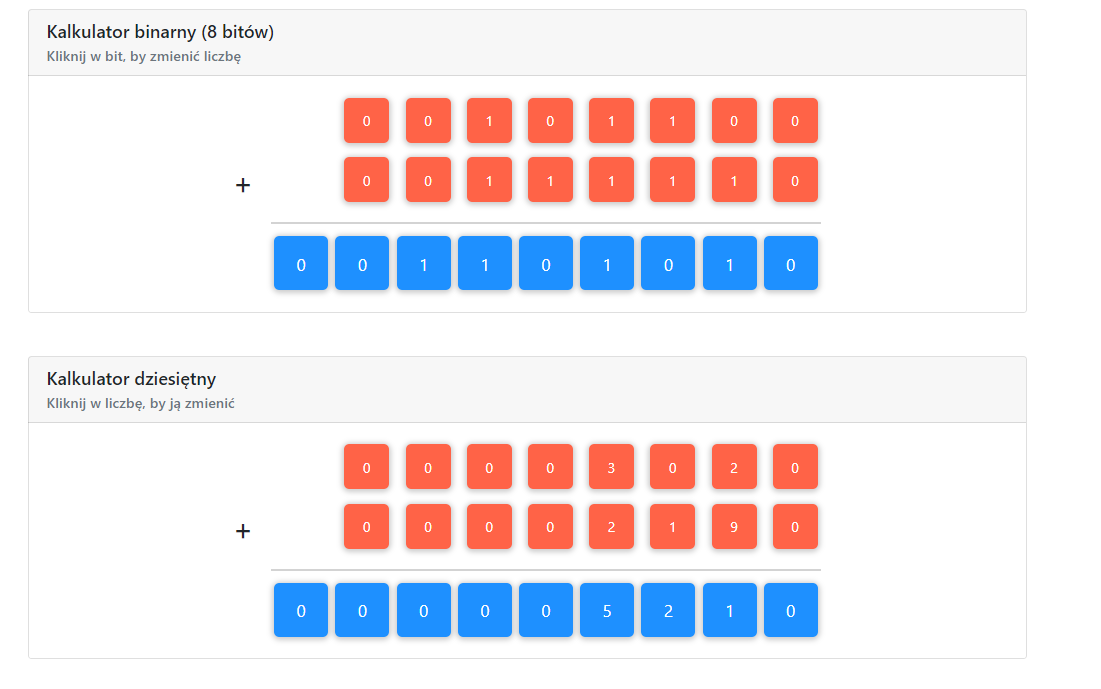 Kalkulator binarny (8 bitów)
Kliknij w bit, by zmienić liczbę
0 0 1 0 1 1 0 0
+ 0 0 1 1 1 1 1 0
0 0 1 1 0 1 0 1 0
Kalkulator dziesiętny
Kliknij w liczbę, by ją zmienić
0 0 0 0 3 0 2 0
+ 0 0 0 0 2 1 9 0
0 0 0 0 0 5 2 1 0